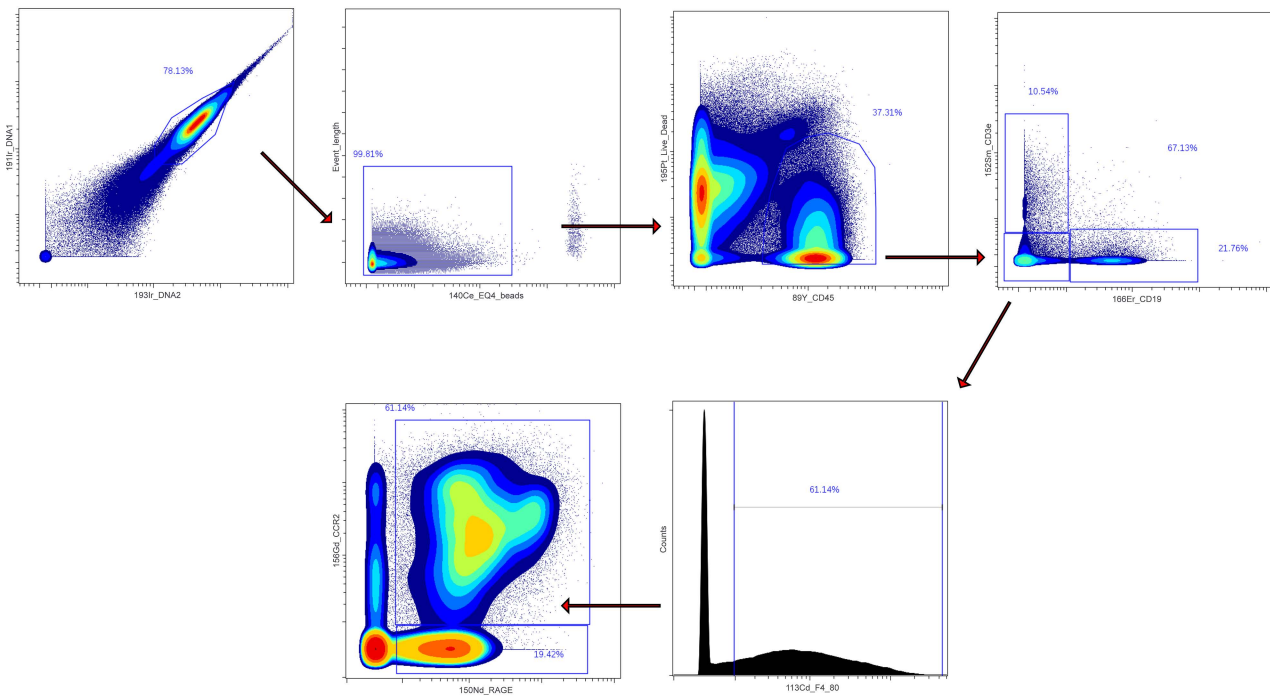 78.13%
191Ir_DNA1
193Ir_DNA2
99.81%
Event_length
140Ce_EQ4_beads
37.31%
195Pt_Live_Dead
89Y_CD45
10.54%
67.13%
21.76%
152Sm_CD3e
166Er_CD19
61.14%
156Gd_CCR2
19.42%
150Nd_RAGE
61.14%
Counts
113Cd_F4_80